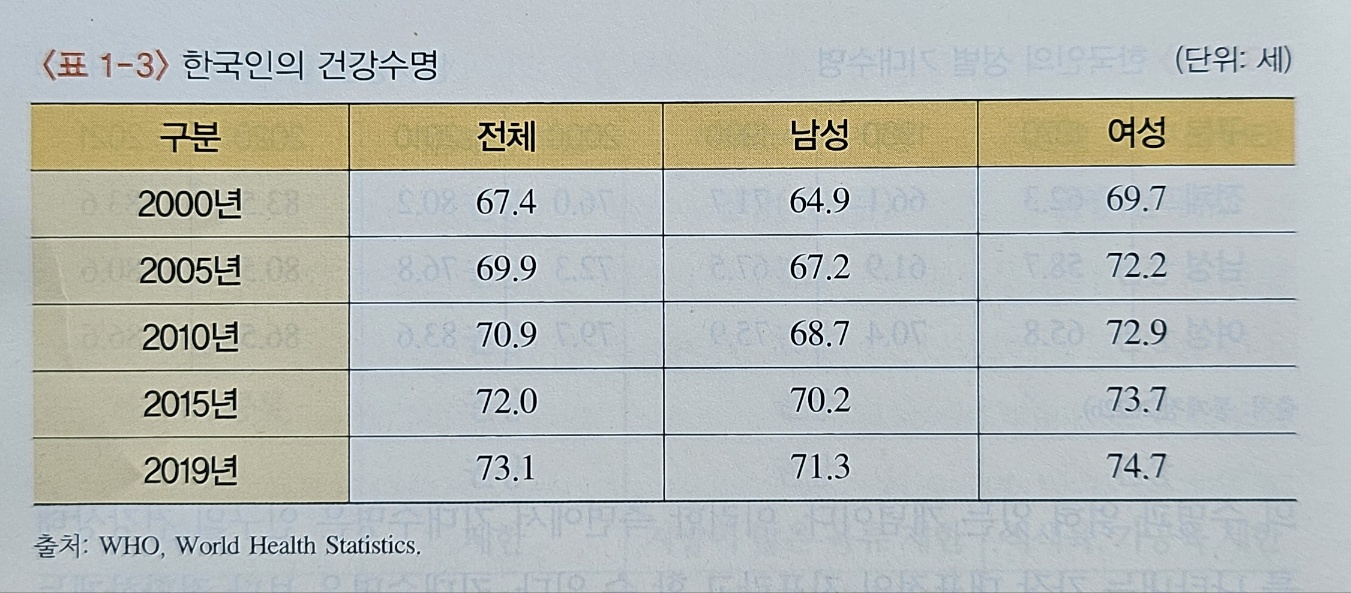 〈표 1-3〉 한국인의 건강수명 (단위: 세)
구분 전체 남성 여성
2000년 67.4 64.9 69.7
2005년 69.9 67.2 72.2
2010년 70.9 68.7 72.9
2015년 72.0 70.2 73.7
2019년 73.1 71.3 74.7
출처: WHO, World Health Statistics.